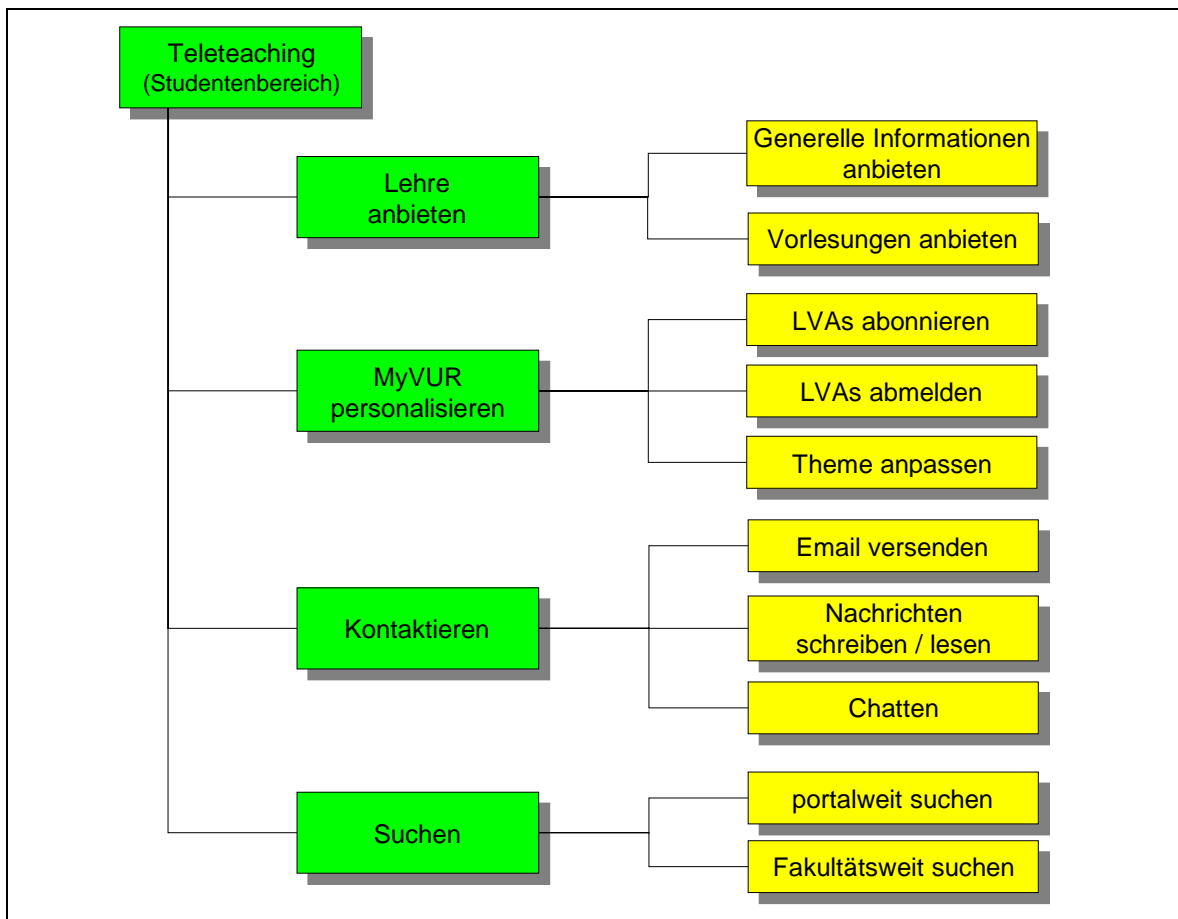 Teleteaching
(Studentenbereich)
Lehre
anbieten
Generelle Informationen
anbieten
Vorlesungen anbieten
MyVUR
personalisieren
LVAs abonnieren
LVAs abmelden
Theme anpassen
Kontaktieren
Email versenden
Nachrichten
schreiben / lesen
Chatten
Suchen
portalweit suchen
Fakultätsweit suchen